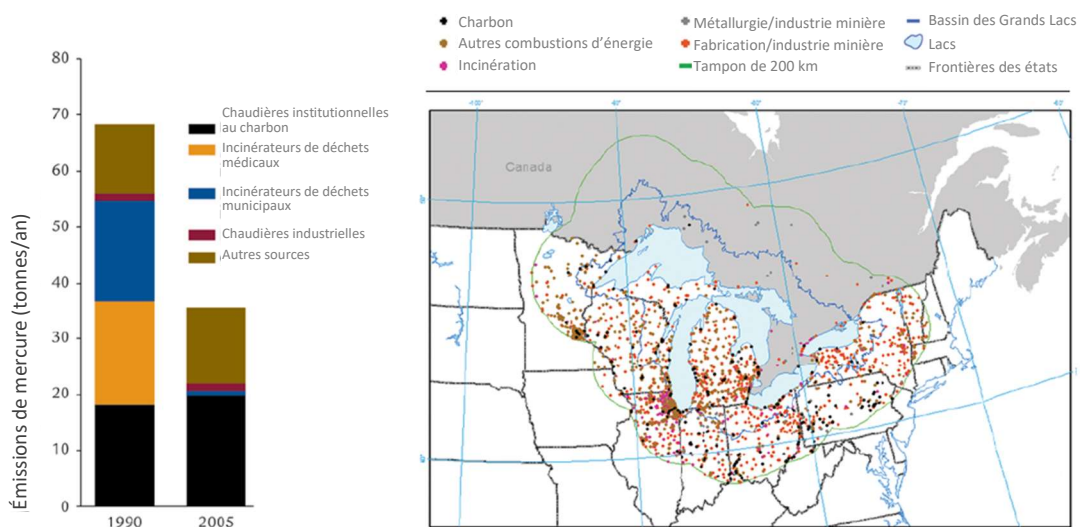 Émissions de mercure (tonnes/an)
80
70
60
50
40
30
20
10
0
1990
2005
Chaudières institutionnelles
au charbon
Incinérateurs de déchets
médicaux
Incinérateurs de déchets
municipaux
Chaudières industrielles
Autres sources
Charbon
Autres combustions d'énergie
Incinération
Métallurgie/industrie minière
Fabrication/industrie minière
Tampon de 200 km
Bassin des Grands Lacs
Lacs
Frontières des états
Canada